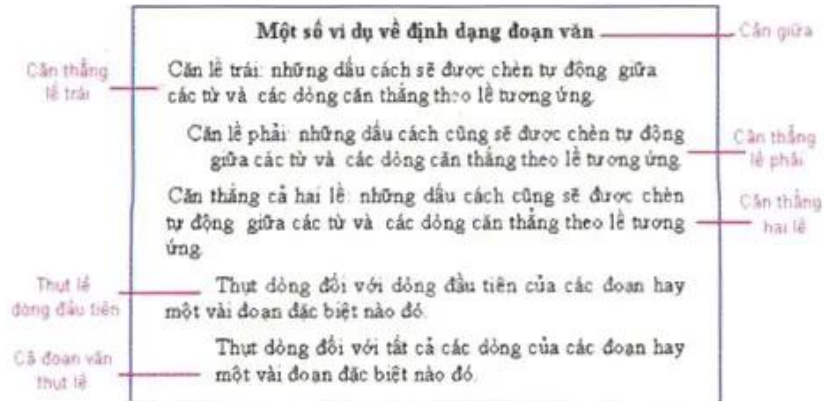 Một số ví dụ về định dạng đoạn văn
Căn giữa
Căn thẳng
lề trái
Căn lề trái: những dấu cách sẽ được chèn tự động giữa
các từ và các dòng căn thẳng theo lề tương ứng.
Căn lề phải: những dấu cách cũng sẽ được chèn tự động
giữa các từ và các dòng căn thẳng theo lề tương ứng.
Căn thẳng
lề phải
Căn thẳng cả hai lề: những dấu cách cũng sẽ được chèn
tự động giữa các từ và các dòng căn thẳng theo lề tương
ứng.
Căn thẳng
hai lề
Thụt lề
dòng đầu tiên
Thụt dòng đối với dòng đầu tiên của các đoạn hay
một vài đoạn đặc biệt nào đó.
Cả đoạn văn
thụt lề
Thụt dòng đối với tất cả các dòng của các đoạn hay
một vài đoạn đặc biệt nào đó.